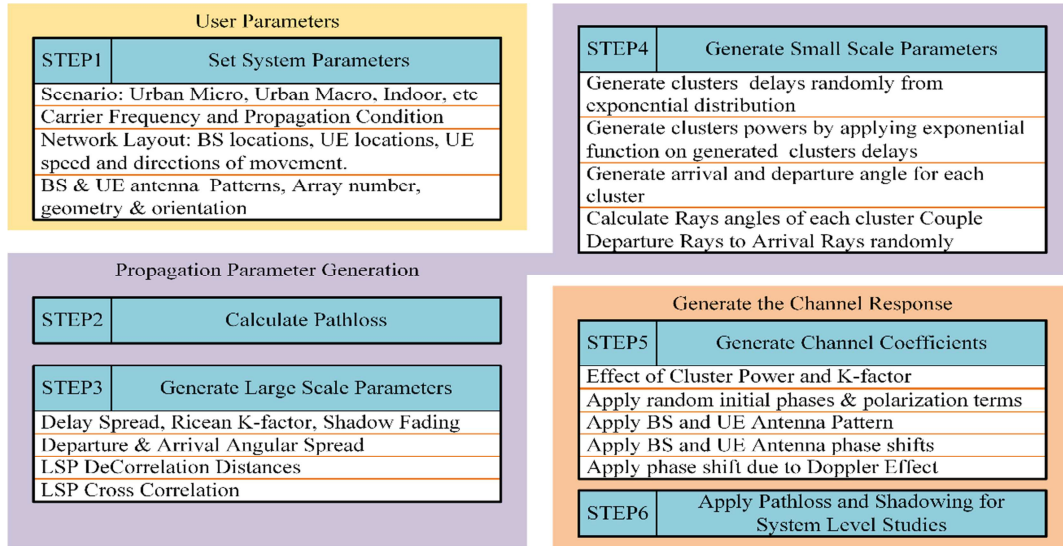 User Parameters
STEP1 Set System Parameters
Scenario: Urban Micro, Urban Macro, Indoor, etc
Carrier Frequency and Propagation Condition
Network Layout: BS locations, UE locations, UE
speed and directions of movement.
BS & UE antenna Patterns, Array number,
geometry & orientation
Propagation Parameter Generation
STEP2 Calculate Pathloss
STEP3 Generate Large Scale Parameters
Delay Spread, Ricean K-factor, Shadow Fading
Departure & Arrival Angular Spread
LSP DeCorrelation Distances
LSP Cross Correlation
STEP4 Generate Small Scale Parameters
Generate clusters delays randomly from
exponential distribution
Generate clusters powers by applying exponential
function on generated clusters delays
Generate arrival and departure angle for each
cluster
Calculate Rays angles of each cluster Couple
Departure Rays to Arrival Rays randomly
Generate the Channel Response
STEP5 Generate Channel Coefficients
Effect of Cluster Power and K-factor
Apply random initial phases & polarization terms
Apply BS and UE Antenna Pattern
Apply BS and UE Antenna phase shifts
Apply phase shift due to Doppler Effect
STEP6 Apply Pathloss and Shadowing for
System Level Studies